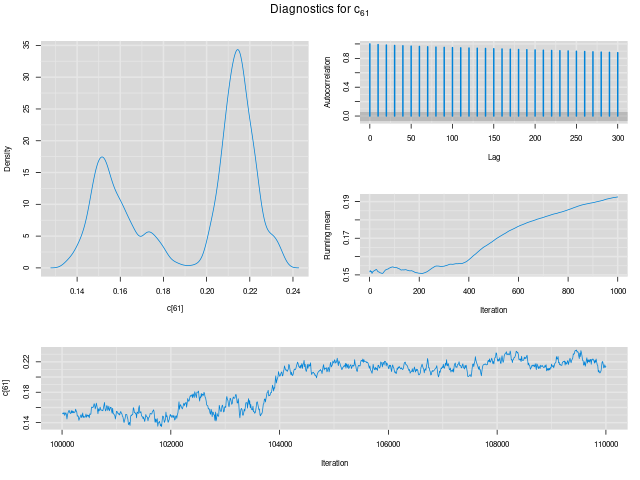 Diagnostics for c61
Density
0 5 10 15 20 25 30 35
0.14 0.16 0.18 0.20 0.22 0.24
c[61]
Autocorrelation
0.0 0.4 0.8
0 50 100 150 200 250 300
Lag
Running mean
0.15 0.17 0.19
0 200 400 600 800 1000
Iteration
c[61]
0.14 0.18 0.22
100000 102000 104000 106000 108000 110000
Iteration